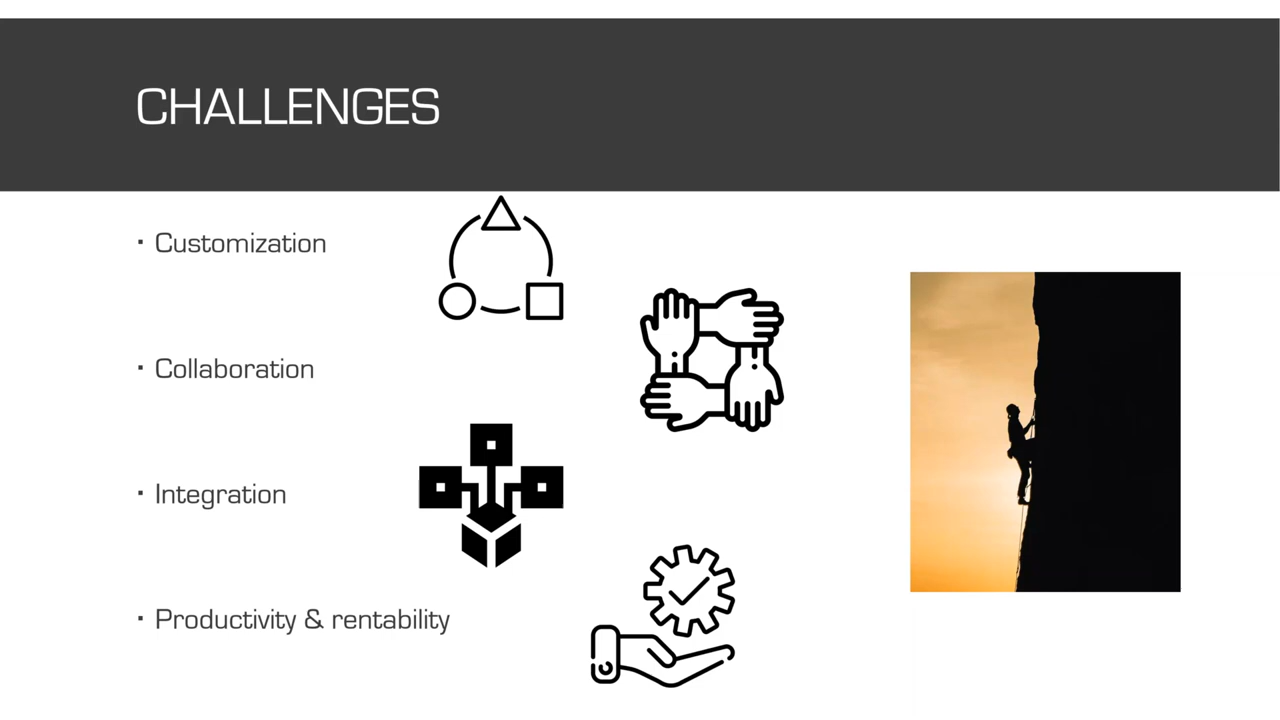 CHALLENGES
· Customization
· Collaboration
· Integration
· Productivity & rentability